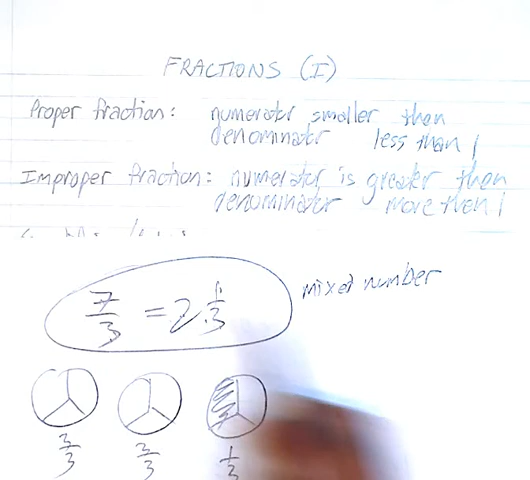 FRACTIONS (I)
Proper fraction: numerator smaller then
denominator less than 1
Improper fraction: numerator is greater then
denominator more then 1
7/3 = 2 1/3 mixed number
3/3 3/3 1/3